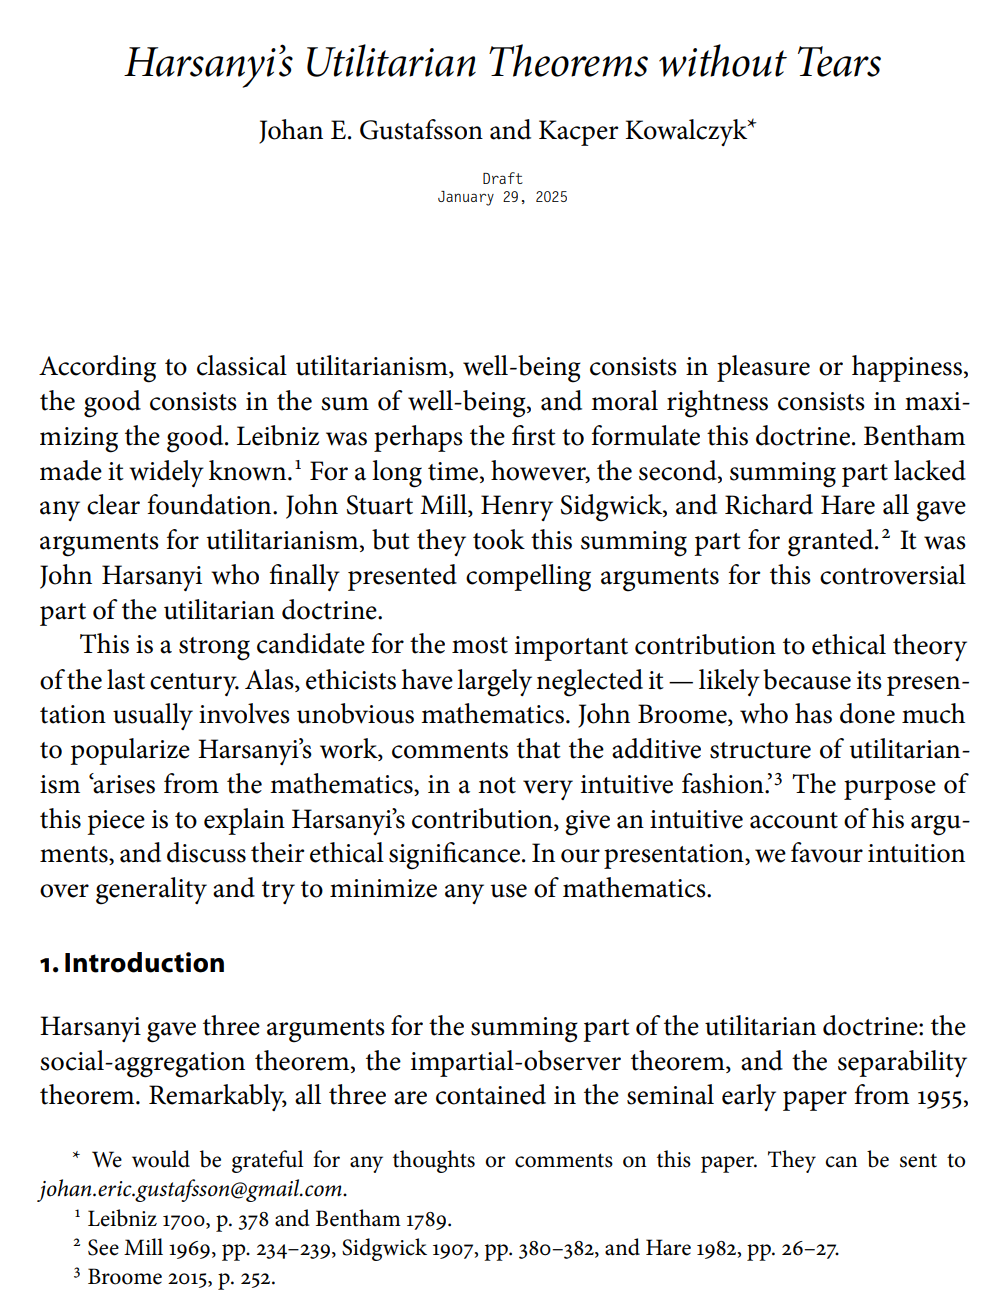 Harsanyi’s Utilitarian Theorems without Tears
Johan E. Gustafsson and Kacper Kowalczyk*
Draft
January 29, 2025
According to classical utilitarianism, well-being consists in pleasure or happiness,
the good consists in the sum of well-being, and moral rightness consists in maxi-
mizing the good. Leibniz was perhaps the first to formulate this doctrine. Bentham
made it widely known.¹ For a long time, however, the second, summing part lacked
any clear foundation. John Stuart Mill, Henry Sidgwick, and Richard Hare all gave
arguments for utilitarianism, but they took this summing part for granted.² It was
John Harsanyi who finally presented compelling arguments for this controversial
part of the utilitarian doctrine.
This is a strong candidate for the most important contribution to ethical theory
of the last century. Alas, ethicists have largely neglected it — likely because its presen-
tation usually involves unobvious mathematics. John Broome, who has done much
to popularize Harsanyi’s work, comments that the additive structure of utilitarian-
ism ‘arises from the mathematics, in a not very intuitive fashion.’³ The purpose of
this piece is to explain Harsanyi’s contribution, give an intuitive account of his argu-
ments, and discuss their ethical significance. In our presentation, we favour intuition
over generality and try to minimize any use of mathematics.
1. Introduction
Harsanyi gave three arguments for the summing part of the utilitarian doctrine: the
social-aggregation theorem, the impartial-observer theorem, and the separability
theorem. Remarkably, all three are contained in the seminal early paper from 1955,
* We would be grateful for any thoughts or comments on this paper. They can be sent to
johan.eric.gustafsson@gmail.com.
¹ Leibniz 1700, p. 378 and Bentham 1789.
² See Mill 1969, pp. 234–239, Sidgwick 1907, pp. 380–382, and Hare 1982, pp. 26–27.
³ Broome 2015, p. 252.